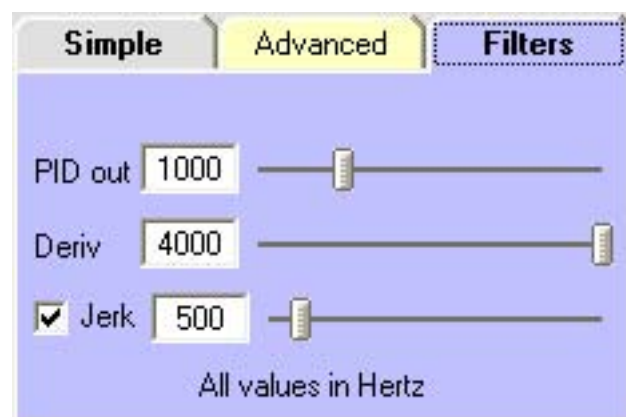 Simple Advanced Filters
PID out 1000
Deriv 4000
Jerk 500
All values in Hertz